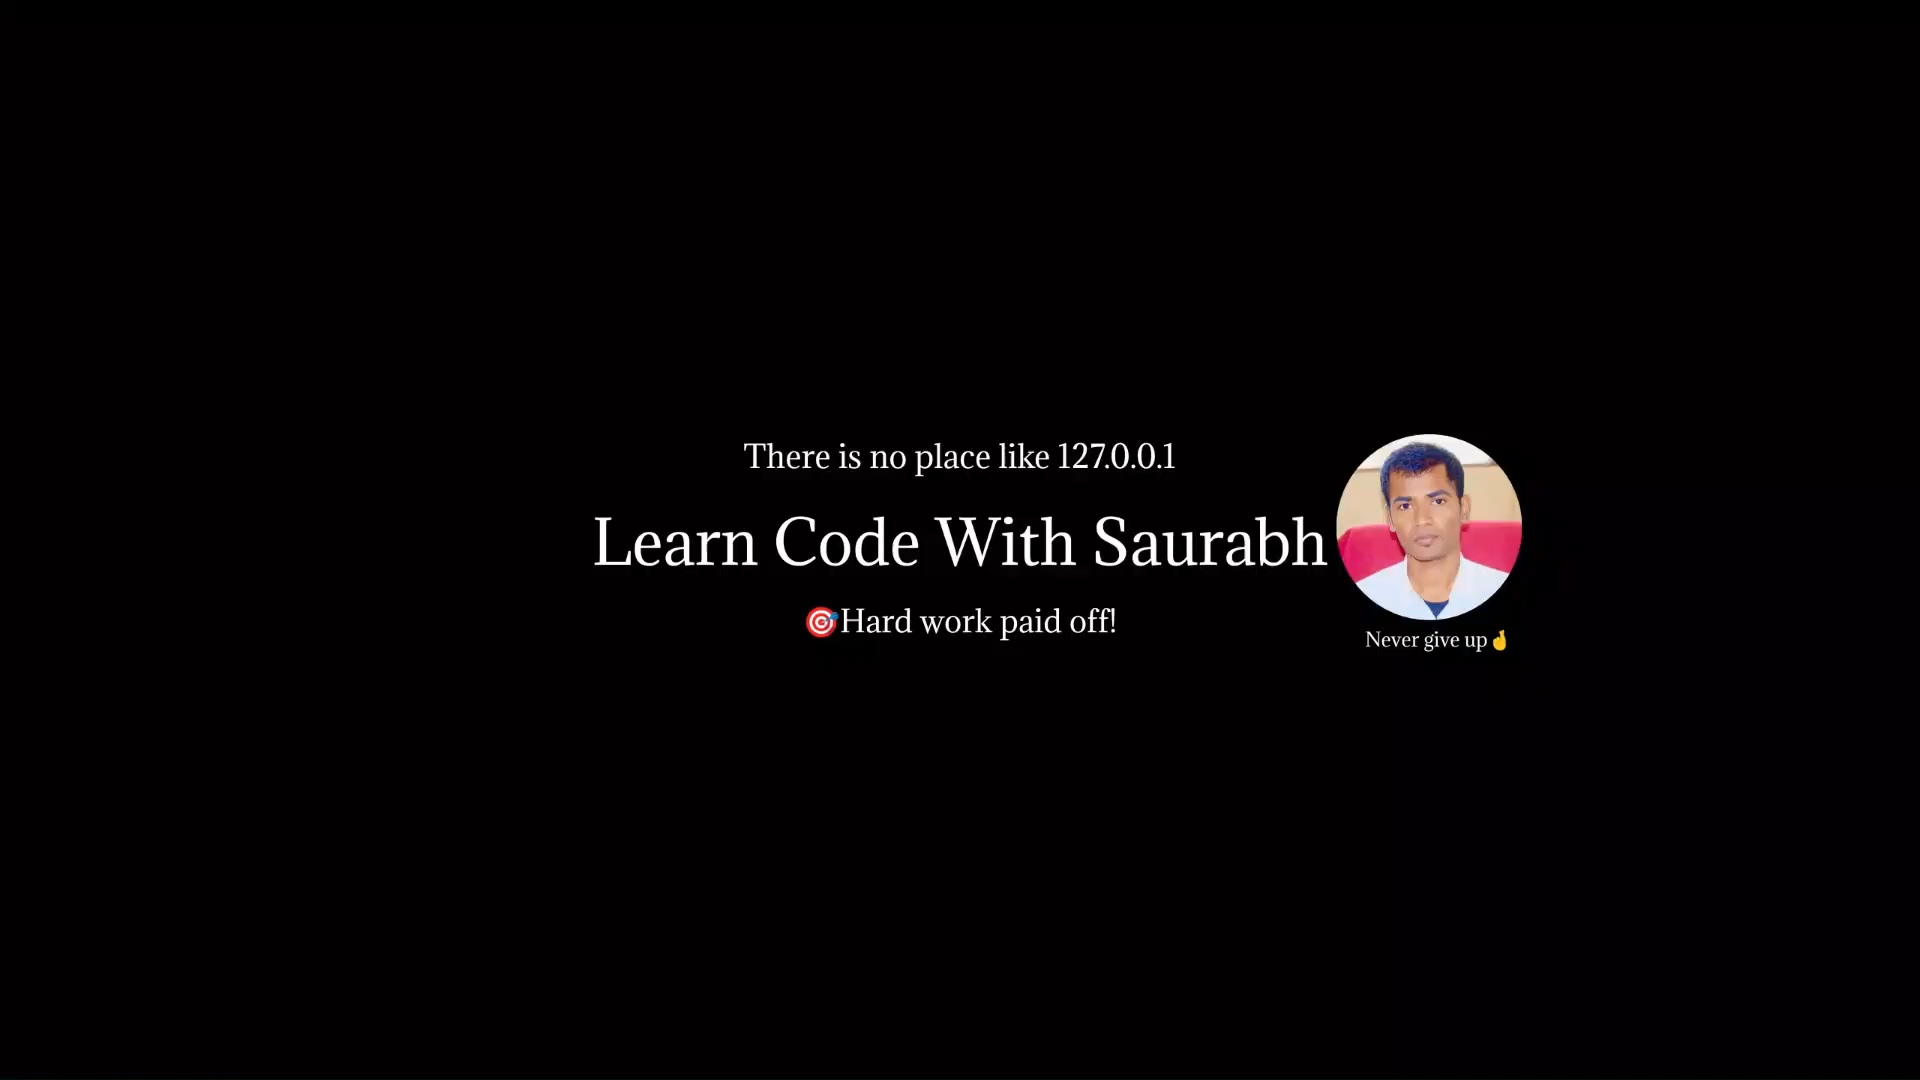 There is no place like 127.0.0.1
Learn Code With Saurabh
🎯Hard work paid off!
Never give up🤞